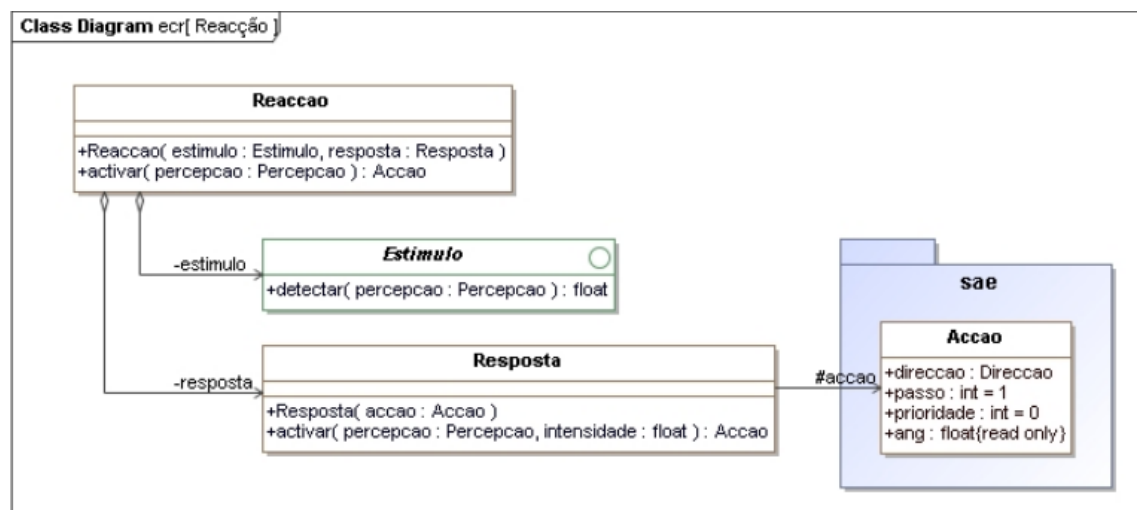 Class Diagram ecr[ Reacção ]
Reaccao
+Reaccao( estimulo : Estimulo, resposta : Resposta )
+activar( percepcao : Percepcao ) : Accao
-estimulo
Estimulo
+detectar( percepcao : Percepcao ) : float
-resposta
Resposta
+Resposta( accao : Accao )
+activar( percepcao : Percepcao, intensidade : float ) : Accao
#accao
sae
Accao
+direccao : Direccao
+passo : int = 1
+prioridade : int = 0
+ang : float{read only}